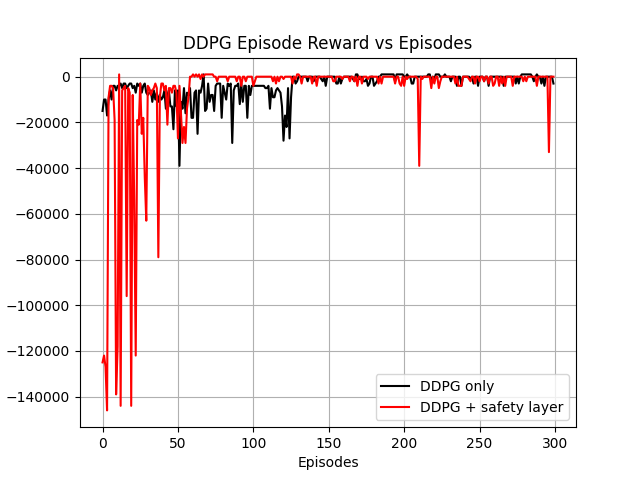 DDPG Episode Reward vs Episodes
0
−20000
−40000
−60000
−80000
−100000
−120000
−140000
DDPG only
DDPG + safety layer
0 50 100 150 200 250 300
Episodes